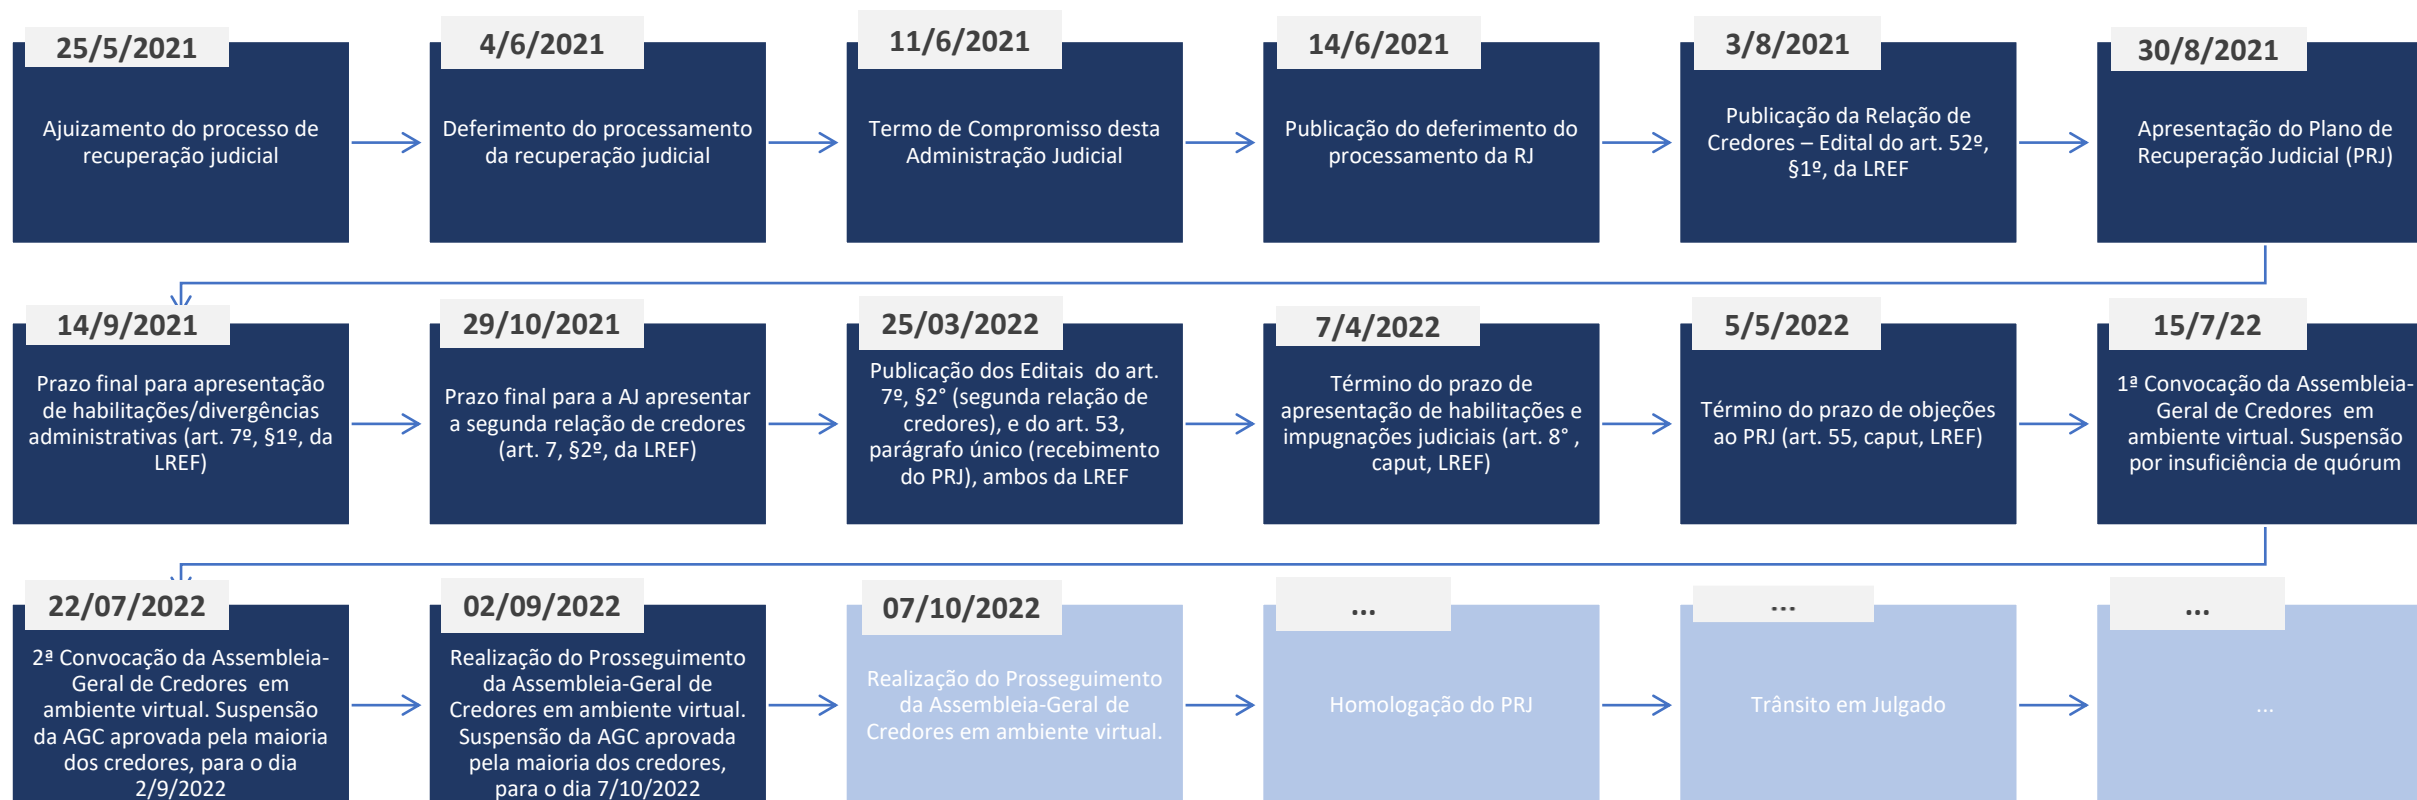 25/5/2021
Ajuizamento do processo de
recuperação judicial
4/6/2021
Deferimento do processamento
da recuperação judicial
11/6/2021
Termo de Compromisso desta
Administração Judicial
14/6/2021
Publicação do deferimento do
processamento da RJ
3/8/2021
Publicação da Relação de
Credores – Edital do art. 52º,
§1º, da LREF
30/8/2021
Apresentação do Plano de
Recuperação Judicial (PRJ)
14/9/2021
Prazo final para apresentação
de habilitações/divergências
administrativas (art. 7º, §1º, da
LREF)
29/10/2021
Prazo final para a AJ apresentar
a segunda relação de credores
(art. 7, §2º, da LREF)
25/03/2022
Publicação dos Editais do art.
7º, §2° (segunda relação de
credores), e do art. 53,
parágrafo único (recebimento
do PRJ), ambos da LREF
7/4/2022
Término do prazo de
apresentação de habilitações e
impugnações judiciais (art. 8° ,
caput, LREF)
5/5/2022
Término do prazo de objeções
ao PRJ (art. 55, caput, LREF)
15/7/22
1ª Convocação da Assembleia-
Geral de Credores em
ambiente virtual. Suspensão
por insuficiência de quórum
22/07/2022
2ª Convocação da Assembleia-
Geral de Credores em
ambiente virtual. Suspensão
da AGC aprovada pela maioria
dos credores, para o dia
2/9/2022
02/09/2022
Realização do Prosseguimento
da Assembleia-Geral de
Credores em ambiente virtual.
Suspensão da AGC aprovada
pela maioria dos credores,
para o dia 7/10/2022
07/10/2022
Realização do Prosseguimento
da Assembleia-Geral de
Credores em ambiente virtual.
...
Homologação do PRJ
...
Trânsito em Julgado
...
...